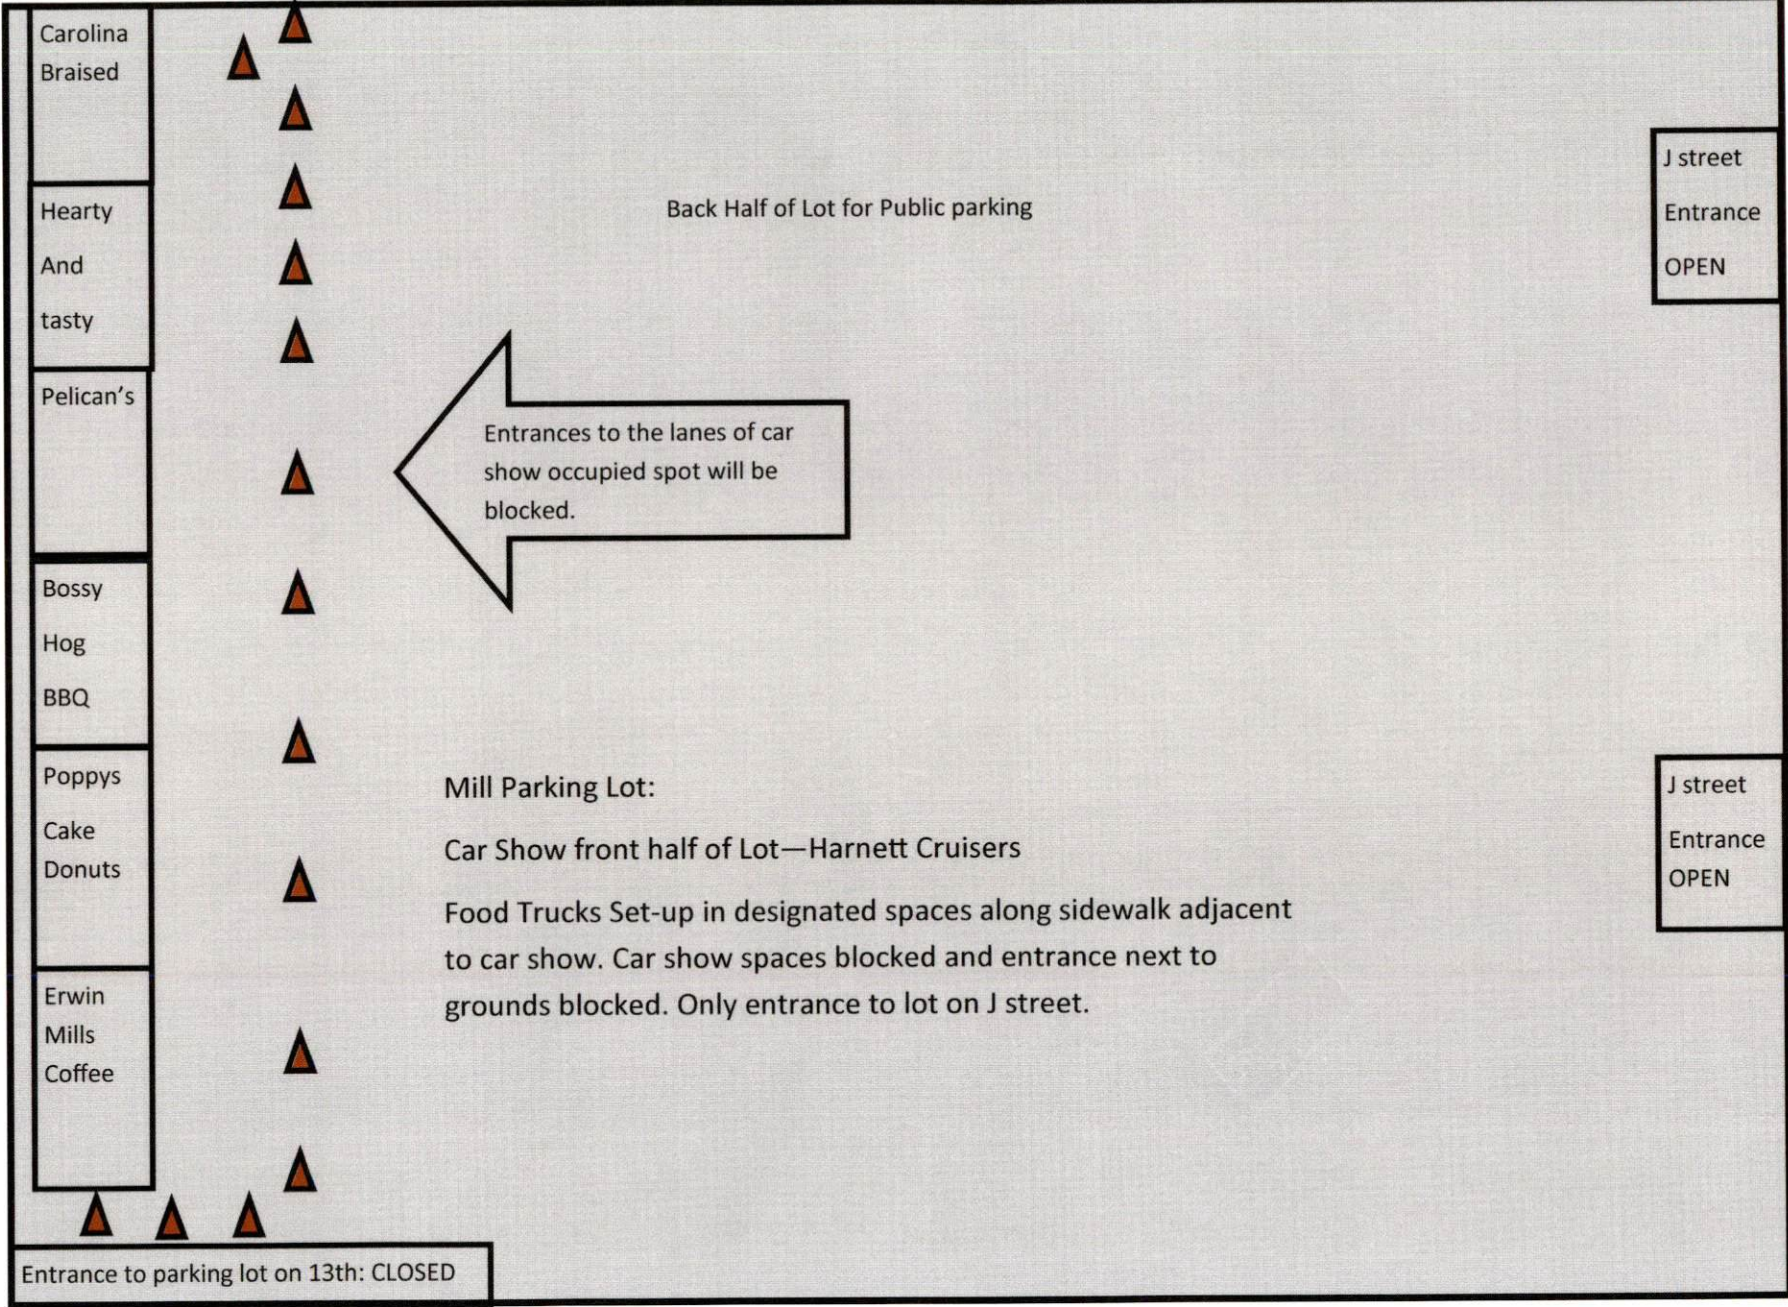 Carolina
Braised
Hearty
And
tasty
Pelican's
Bossy
Hog
BBQ
Poppys
Cake
Donuts
Erwin
Mills
Coffee
Back Half of Lot for Public parking
J street
Entrance
OPEN
Entrances to the lanes of car
show occupied spot will be
blocked.
Mill Parking Lot:
Car Show front half of Lot—Harnett Cruisers
Food Trucks Set-up in designated spaces along sidewalk adjacent
to car show. Car show spaces blocked and entrance next to
grounds blocked. Only entrance to lot on J street.
J street
Entrance
OPEN
Entrance to parking lot on 13th: CLOSED